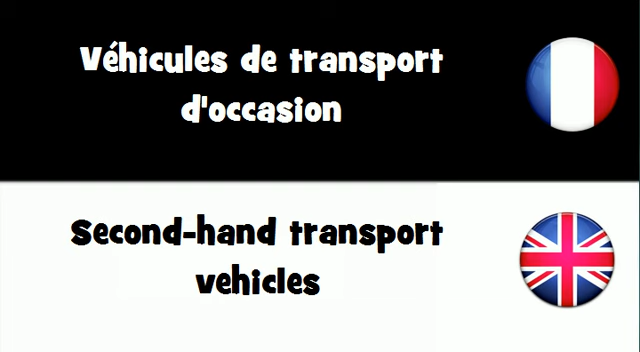 Véhicules de transport
d'occasion
Second-hand transport
vehicles